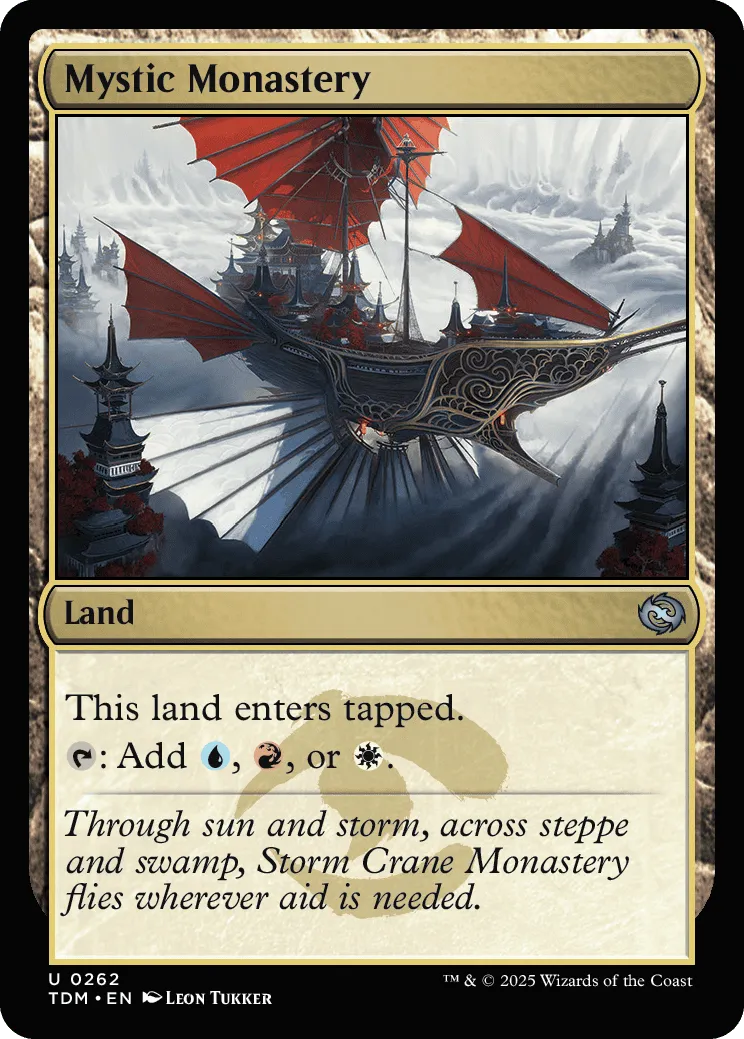 Mystic Monastery
Land
This land enters tapped.
: Add , , or .
Through sun and storm, across steppe
and swamp, Storm Crane Monastery
flies wherever aid is needed.
U 0262
TDM • EN LEON TUKKER
™ & © 2025 Wizards of the Coast